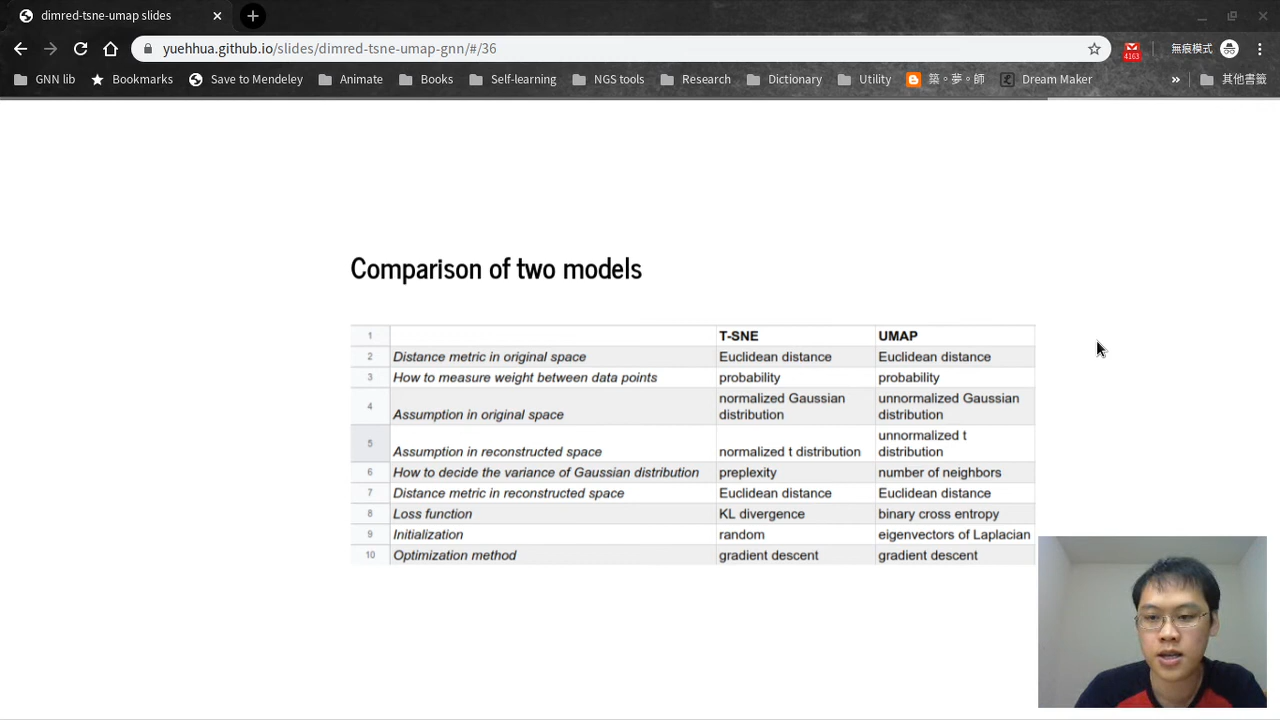 dimred-tsne-umap slides
yuehhua.github.io/slides/dimred-tsne-umap-gnn/#/36
4163
無痕模式
GNN lib Bookmarks Save to Mendeley Animate Books Self-learning NGS tools Research Dictionary Utility 築。夢。師 Dream Maker » 其他書籤
Comparison of two models
1 T-SNE UMAP
2 Distance metric in original space Euclidean distance Euclidean distance
3 How to measure weight between data points probability probability
4 Assumption in original space normalized Gaussian distribution unnormalized Gaussian distribution
5 Assumption in reconstructed space normalized t distribution unnormalized t distribution
6 How to decide the variance of Gaussian distribution preplexity number of neighbors
7 Distance metric in reconstructed space Euclidean distance Euclidean distance
8 Loss function KL divergence binary cross entropy
9 Initialization random eigenvectors of Laplacian
10 Optimization method gradient descent gradient descent